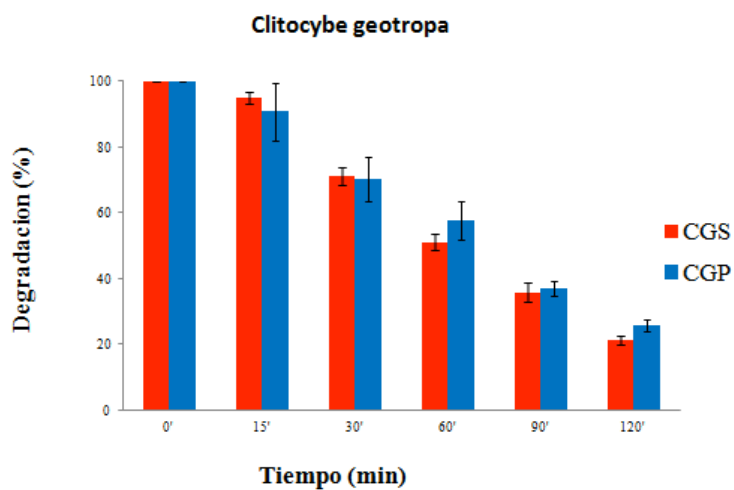 Clitocybe geotropa
Degradacion (%)
100
80
60
40
20
0
0' 15' 30' 60' 90' 120'
Tiempo (min)
CGS
CGP